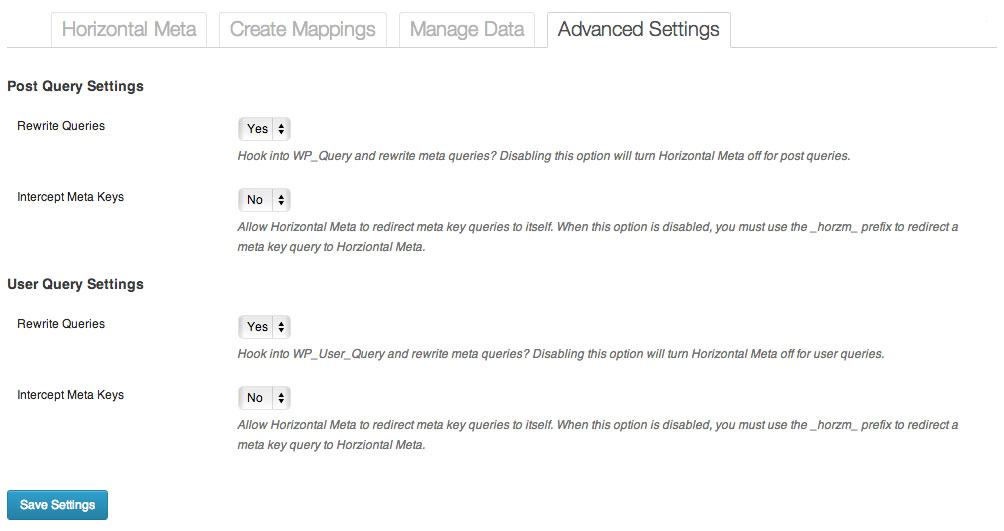 Horizontal Meta Create Mappings Manage Data Advanced Settings
Post Query Settings
Rewrite Queries Yes
Hook into WP_Query and rewrite meta queries? Disabling this option will turn Horizontal Meta off for post queries.
Intercept Meta Keys No
Allow Horizontal Meta to redirect meta key queries to itself. When this option is disabled, you must use the _horzm_ prefix to redirect a
meta key query to Horziontal Meta.
User Query Settings
Rewrite Queries Yes
Hook into WP_User_Query and rewrite meta queries? Disabling this option will turn Horizontal Meta off for user queries.
Intercept Meta Keys No
Allow Horizontal Meta to redirect meta key queries to itself. When this option is disabled, you must use the _horzm_ prefix to redirect a
meta key query to Horziontal Meta.
Save Settings